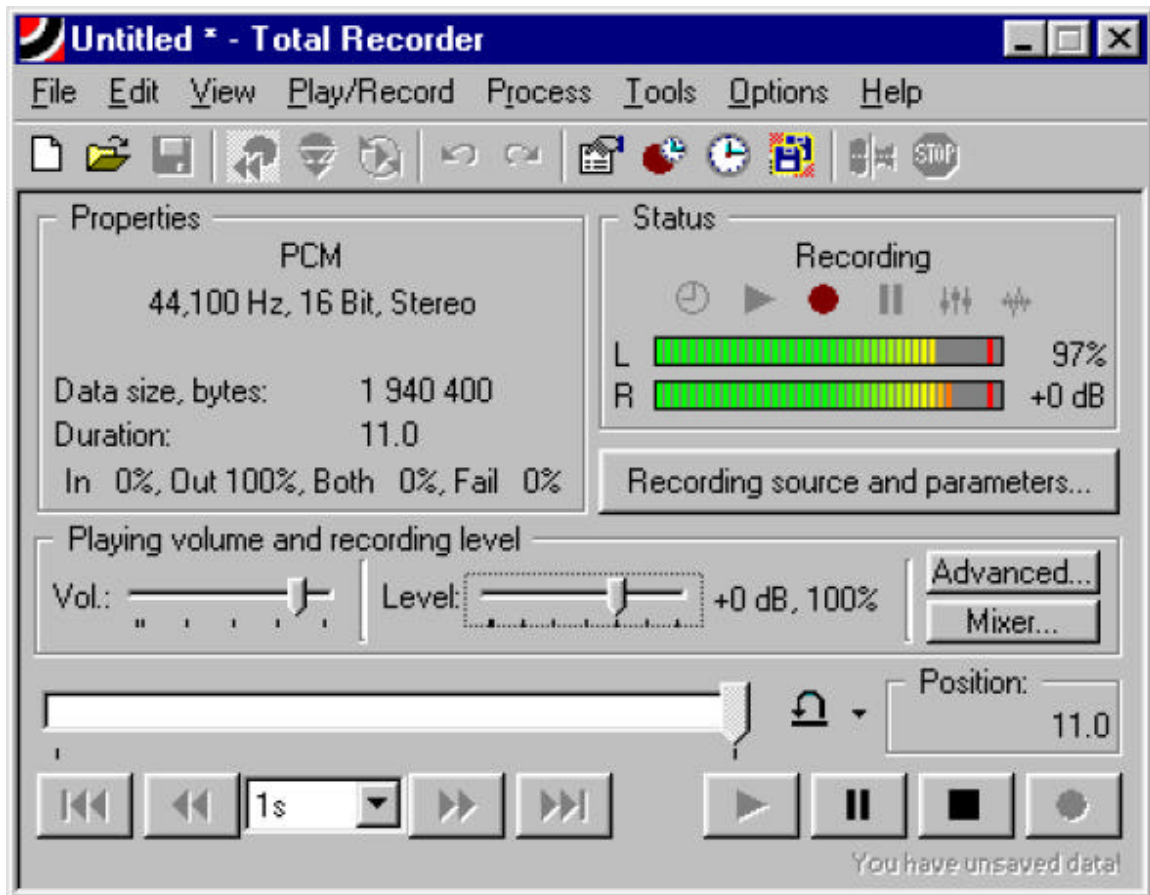 Untitled * - Total Recorder
File Edit View Play/Record Process Tools Options Help
STOP
Properties
PCM
44,100 Hz, 16 Bit, Stereo
Data size, bytes: 1 940 400
Duration: 11.0
In 0%, Out 100%, Both 0%, Fail 0%
Status
Recording
L 97%
R +0 dB
Recording source and parameters...
Playing volume and recording level
Vol.: Level: +0 dB, 100%
Advanced...
Mixer...
Position:
11.0
1s
You have unsaved data!